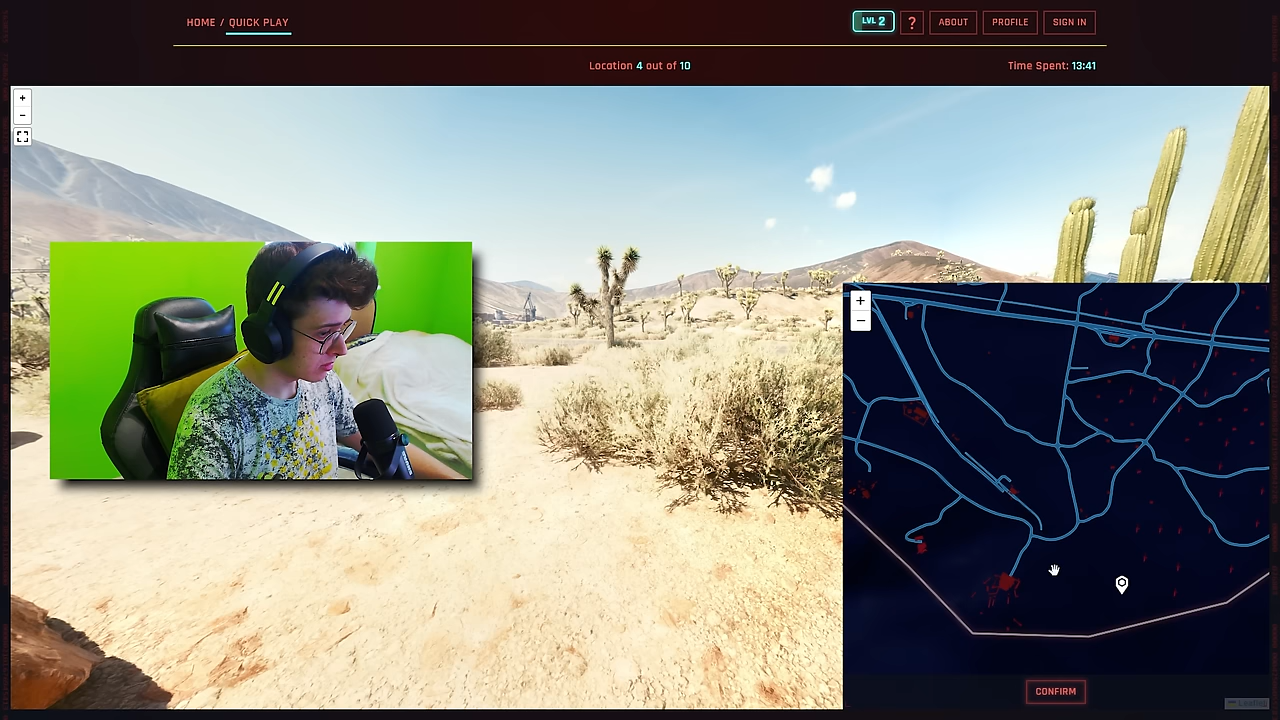 HOME / QUICK PLAY
LVL 2
?
ABOUT
PROFILE
SIGN IN
Location 4 out of 10
Time Spent: 13:41
+
−
+
−
CONFIRM
Leaflet